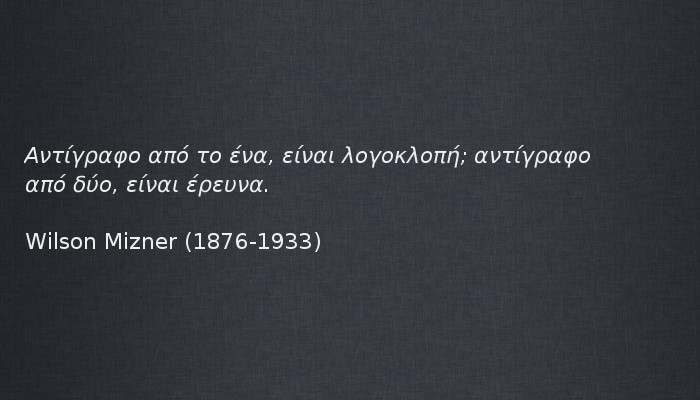 Αντίγραφο από το ένα, είναι λογοκλοπή; αντίγραφο
από δύο, είναι έρευνα.
Wilson Mizner (1876-1933)